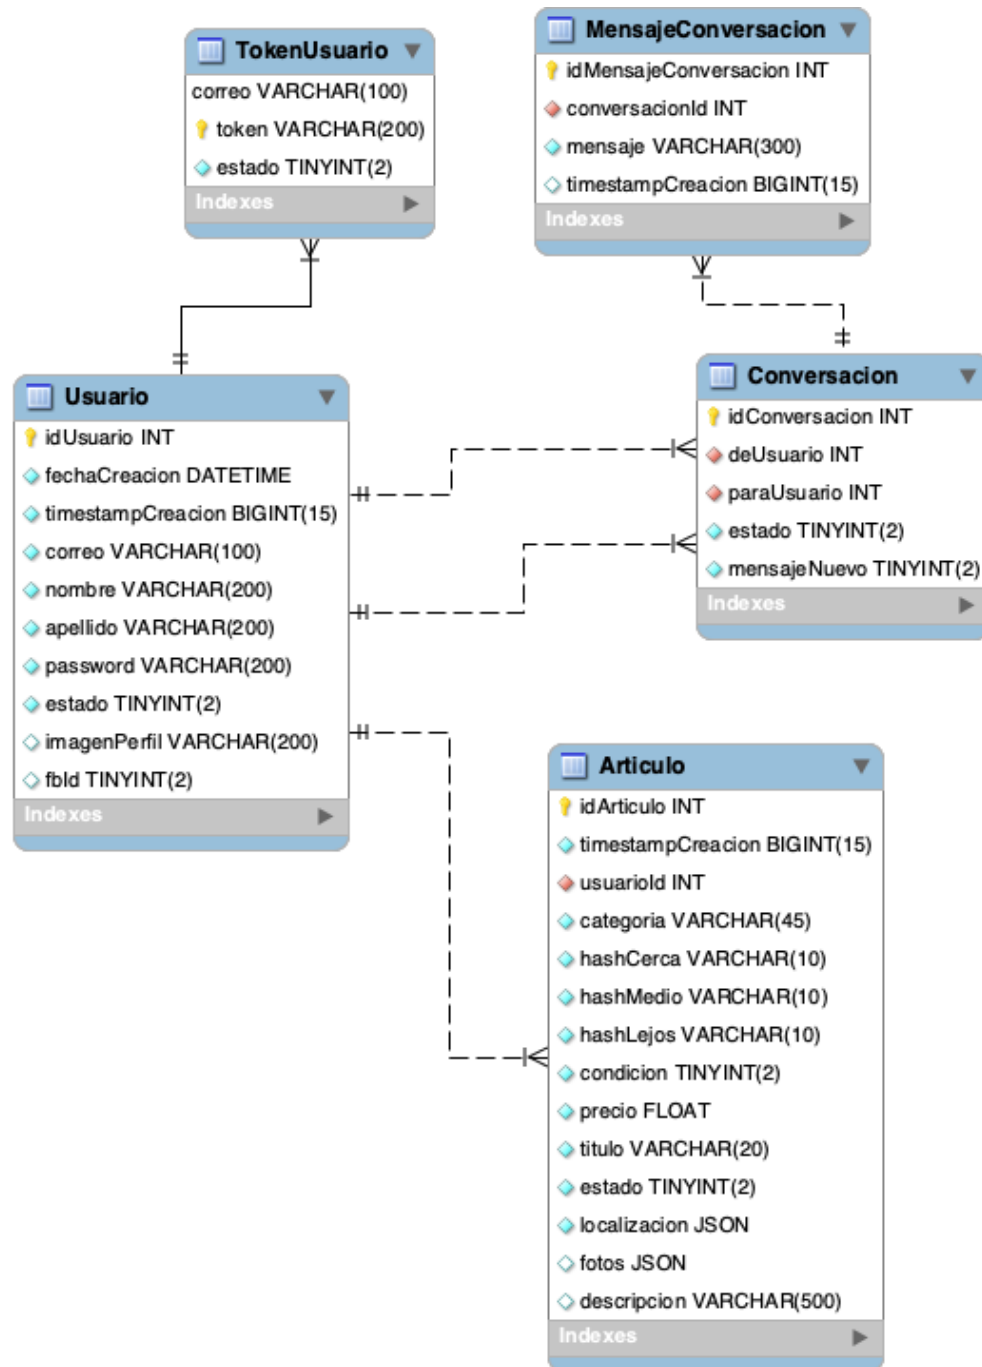 TokenUsuario
correo VARCHAR(100)
token VARCHAR(200)
estado TINYINT(2)
Indexes
MensajeConversacion
idMensajeConversacion INT
conversacionId INT
mensaje VARCHAR(300)
timestampCreacion BIGINT(15)
Indexes
Usuario
idUsuario INT
fechaCreacion DATETIME
timestampCreacion BIGINT(15)
correo VARCHAR(100)
nombre VARCHAR(200)
apellido VARCHAR(200)
password VARCHAR(200)
estado TINYINT(2)
imagenPerfil VARCHAR(200)
fbId TINYINT(2)
Indexes
Conversacion
idConversacion INT
deUsuario INT
paraUsuario INT
estado TINYINT(2)
mensajeNuevo TINYINT(2)
Indexes
Articulo
idArticulo INT
timestampCreacion BIGINT(15)
usuarioId INT
categoria VARCHAR(45)
hashCerca VARCHAR(10)
hashMedio VARCHAR(10)
hashLejos VARCHAR(10)
condicion TINYINT(2)
precio FLOAT
titulo VARCHAR(20)
estado TINYINT(2)
localizacion JSON
fotos JSON
descripcion VARCHAR(500)
Indexes